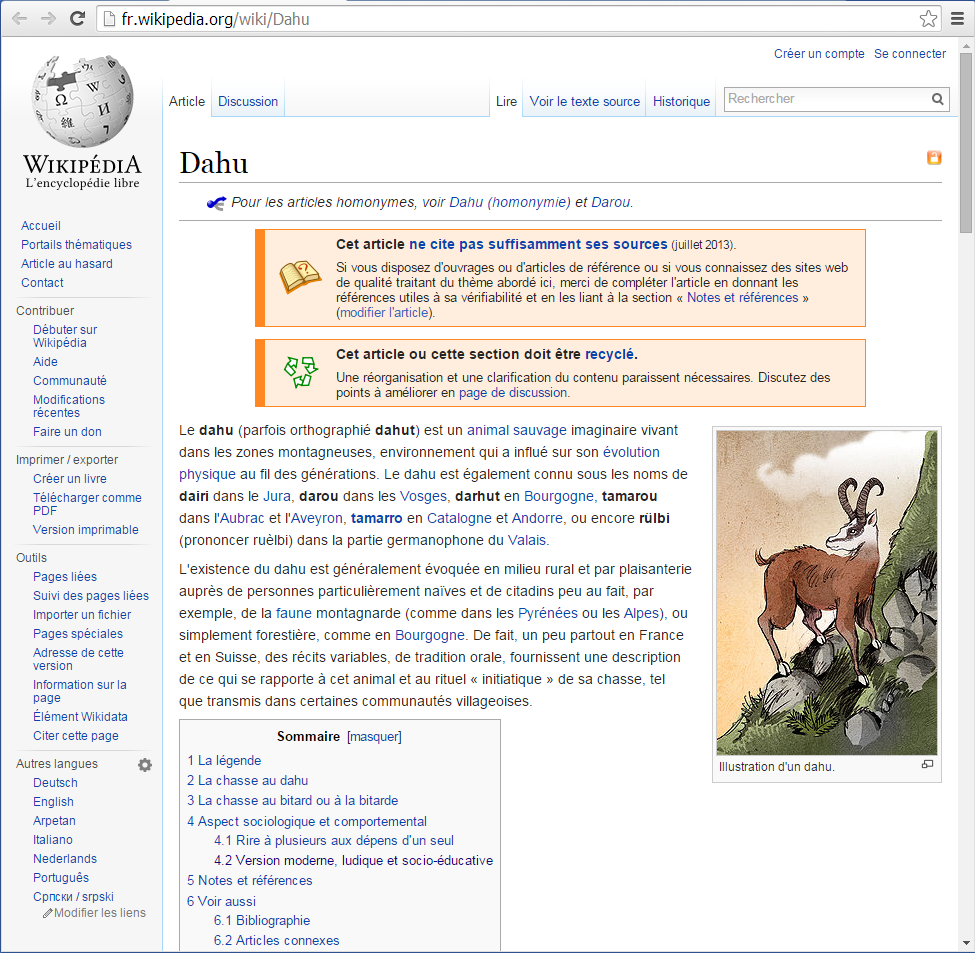 fr.wikipedia.org/wiki/Dahu
Créer un compte Se connecter
Article Discussion Lire Voir le texte source Historique Rechercher
WIKIPÉDIA
L'encyclopédie libre
Accueil
Portails thématiques
Article au hasard
Contact
Contribuer
Débuter sur
Wikipédia
Aide
Communauté
Modifications
récentes
Faire un don
Imprimer / exporter
Créer un livre
Télécharger comme
PDF
Version imprimable
Outils
Pages liées
Suivi des pages liées
Importer un fichier
Pages spéciales
Adresse de cette
version
Information sur la
page
Élément Wikidata
Citer cette page
Autres langues
Deutsch
English
Arpetan
Italiano
Nederlands
Português
Српски / srpski
Modifier les liens
Dahu
Pour les articles homonymes, voir Dahu (homonymie) et Darou.
Cet article ne cite pas suffisamment ses sources (juillet 2013).
Si vous disposez d'ouvrages ou d'articles de référence ou si vous connaissez des sites web
de qualité traitant du thème abordé ici, merci de compléter l'article en donnant les
références utiles à sa vérifiabilité et en les liant à la section « Notes et références »
(modifier l'article).
Cet article ou cette section doit être recyclé.
Une réorganisation et une clarification du contenu paraissent nécessaires. Discutez des
points à améliorer en page de discussion.
Le dahu (parfois orthographié dahut) est un animal sauvage imaginaire vivant
dans les zones montagneuses, environnement qui a influé sur son évolution
physique au fil des générations. Le dahu est également connu sous les noms de
dairi dans le Jura, darou dans les Vosges, darhut en Bourgogne, tamarou
dans l'Aubrac et l'Aveyron, tamarro en Catalogne et Andorre, ou encore rülbi
(prononcer ruèlbi) dans la partie germanophone du Valais.
L'existence du dahu est généralement évoquée en milieu rural et par plaisanterie
auprès de personnes particulièrement naïves et de citadins peu au fait, par
exemple, de la faune montagnarde (comme dans les Pyrénées ou les Alpes), ou
simplement forestière, comme en Bourgogne. De fait, un peu partout en France
et en Suisse, des récits variables, de tradition orale, fournissent une description
de ce qui se rapporte à cet animal et au rituel « initiatique » de sa chasse, tel
que transmis dans certaines communautés villageoises.
Illustration d'un dahu.
Sommaire [masquer]
1 La légende
2 La chasse au dahu
3 La chasse au bitard ou à la bitarde
4 Aspect sociologique et comportemental
4.1 Rire à plusieurs aux dépens d'un seul
4.2 Version moderne, ludique et socio-éducative
5 Notes et références
6 Voir aussi
6.1 Bibliographie
6.2 Articles connexes